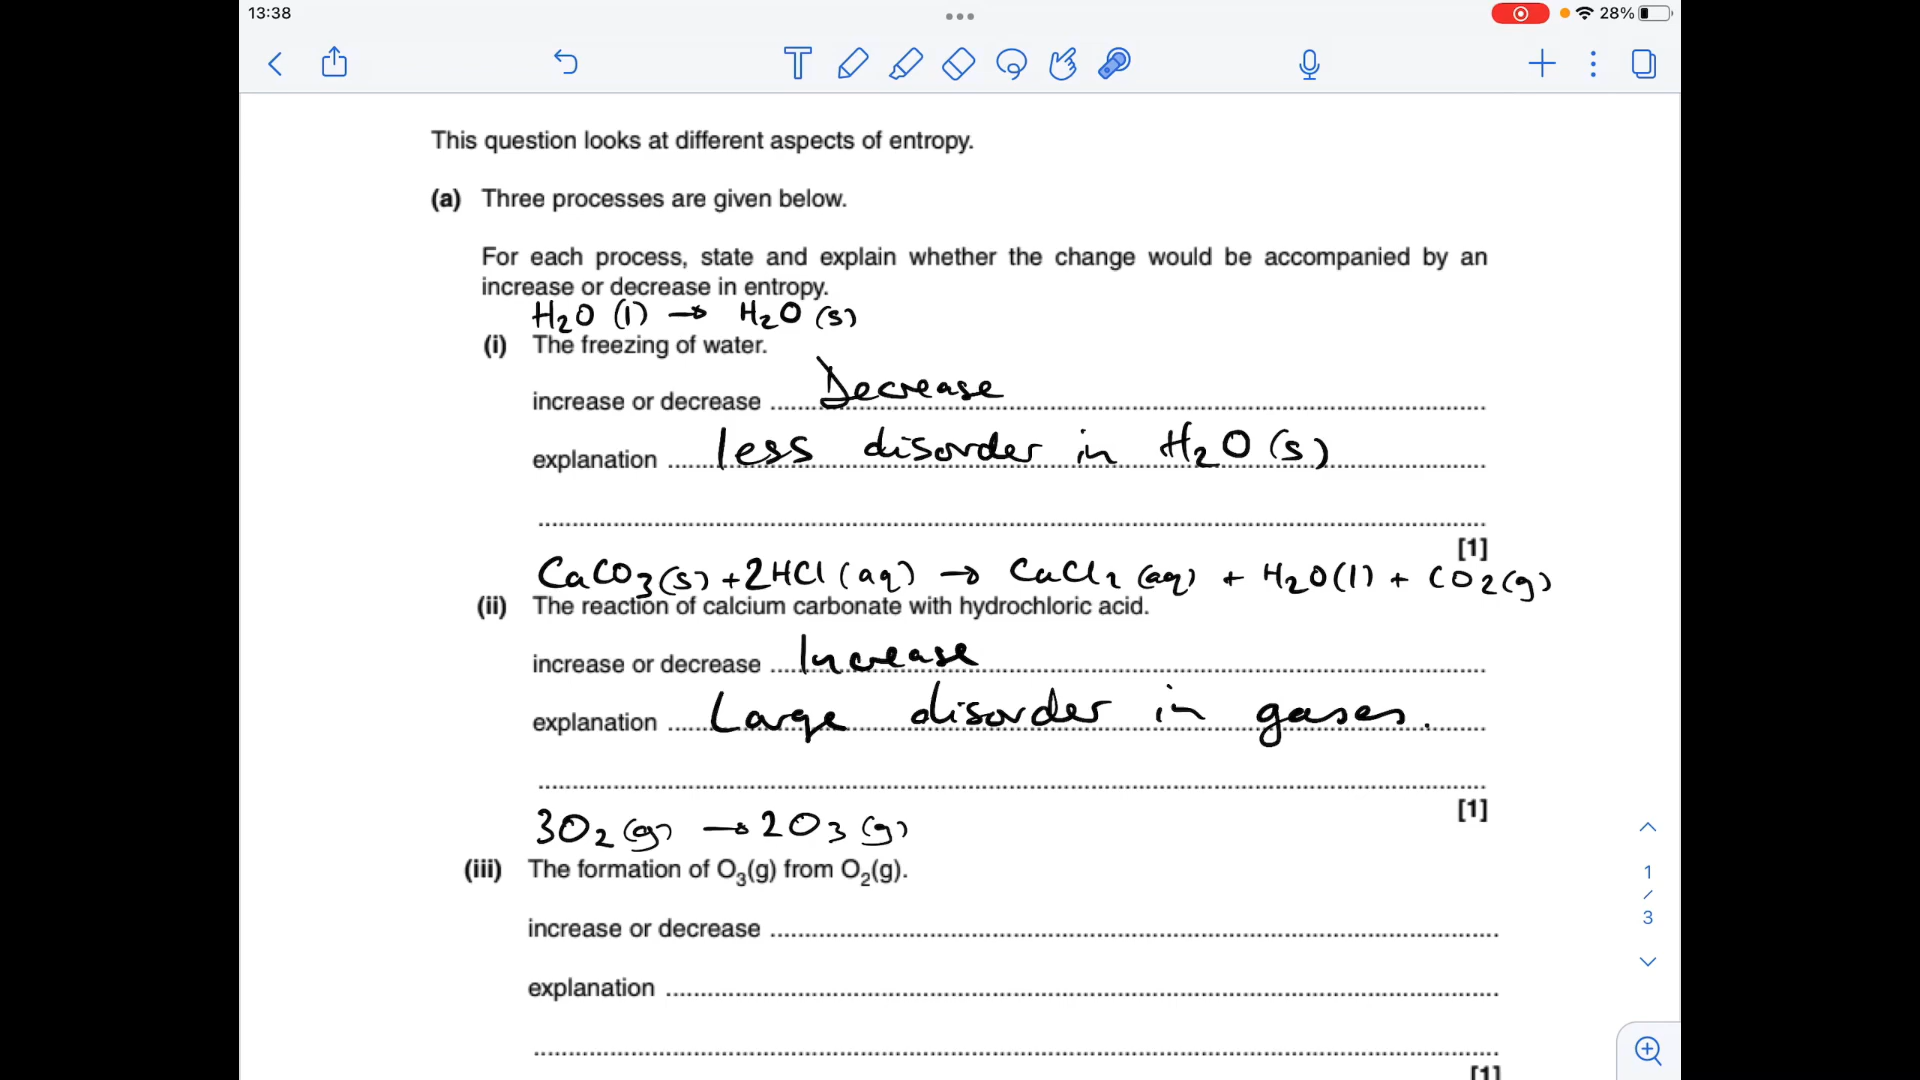 13:38
28%
This question looks at different aspects of entropy.
(a) Three processes are given below.
For each process, state and explain whether the change would be accompanied by an
increase or decrease in entropy.
H₂O (l) → H₂O (s)
(i) The freezing of water.
increase or decrease Decrease
explanation less disorder in H₂O (s)
[1]
CaCO₃(s) + 2HCl (aq) → CaCl₂ (aq) + H₂O(l) + CO₂(g)
(ii) The reaction of calcium carbonate with hydrochloric acid.
increase or decrease Increase
explanation Large disorder in gases.
[1]
3O₂ (g) → 2O₃ (g)
(iii) The formation of O₃(g) from O₂(g).
increase or decrease
explanation
[1]
1
/
3